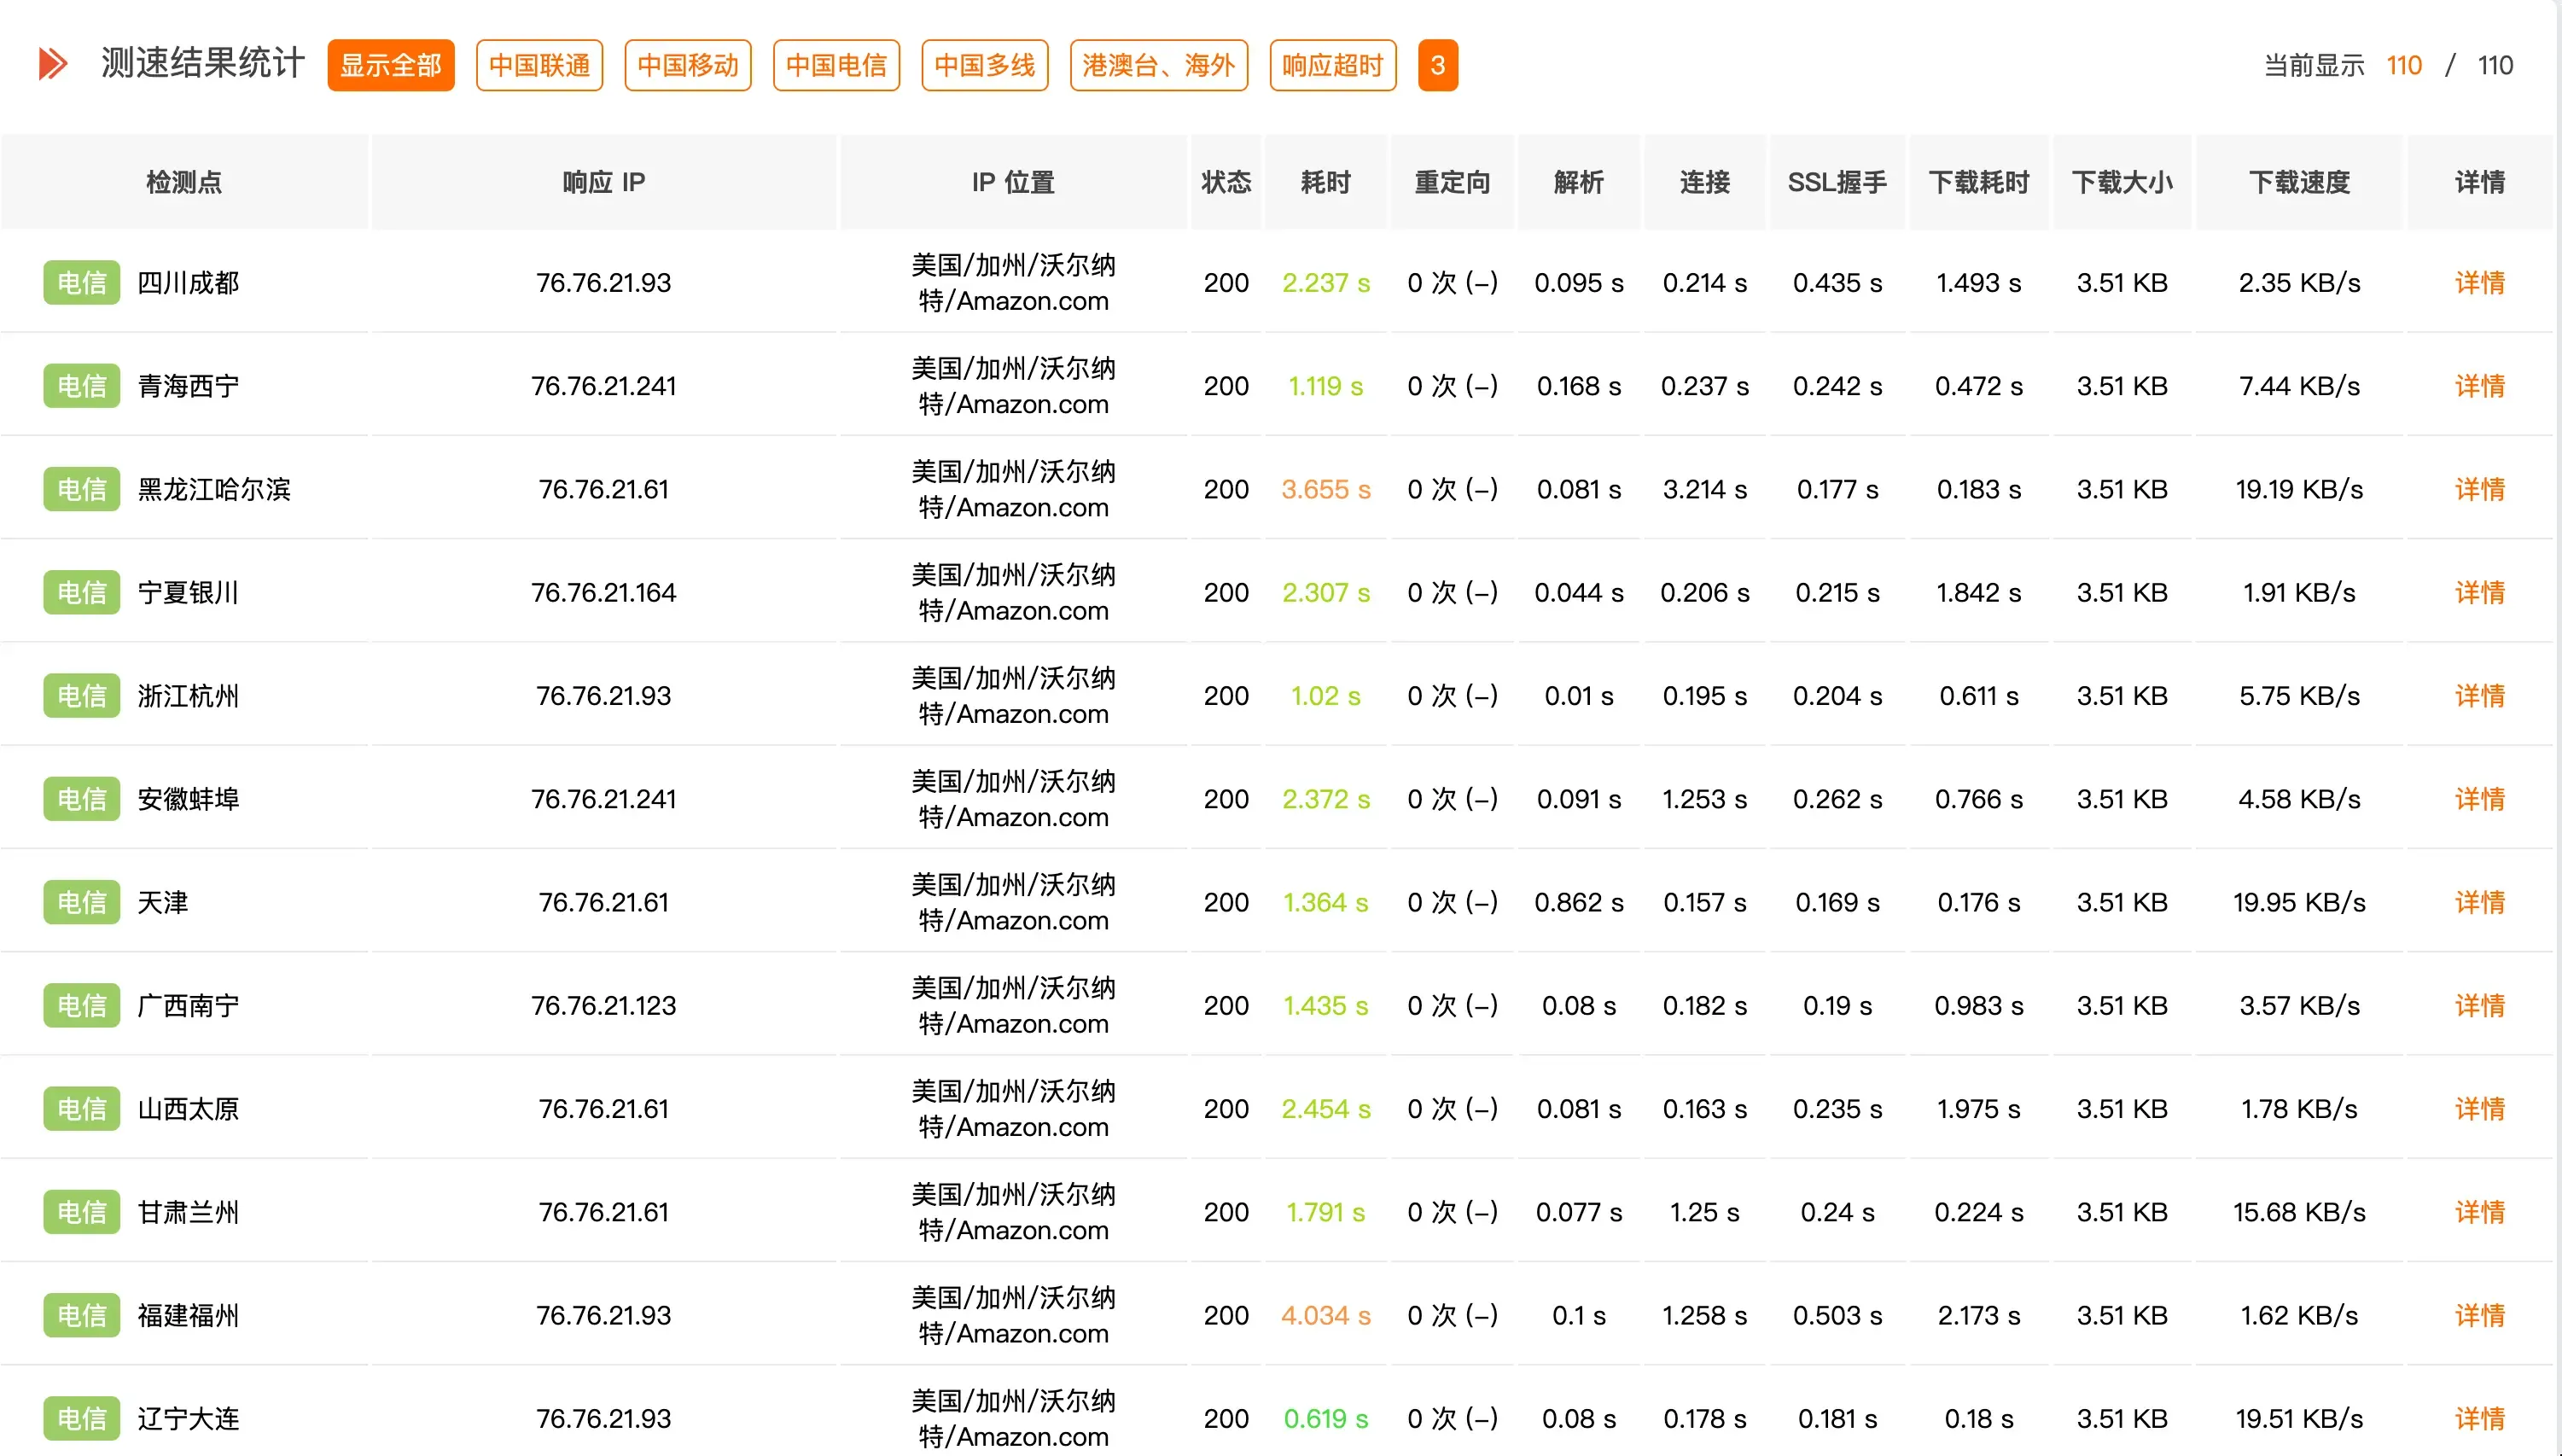 测速结果统计 显示全部 中国联通 中国移动 中国电信 中国多线 港澳台、海外 响应超时 3 当前显示 110 / 110
检测点 响应 IP IP 位置 状态 耗时 重定向 解析 连接 SSL握手 下载耗时 下载大小 下载速度 详情
电信 四川成都 76.76.21.93 美国/加州/沃尔纳
特/Amazon.com 200 2.237 s 0 次 (-) 0.095 s 0.214 s 0.435 s 1.493 s 3.51 KB 2.35 KB/s 详情
电信 青海西宁 76.76.21.241 美国/加州/沃尔纳
特/Amazon.com 200 1.119 s 0 次 (-) 0.168 s 0.237 s 0.242 s 0.472 s 3.51 KB 7.44 KB/s 详情
电信 黑龙江哈尔滨 76.76.21.61 美国/加州/沃尔纳
特/Amazon.com 200 3.655 s 0 次 (-) 0.081 s 3.214 s 0.177 s 0.183 s 3.51 KB 19.19 KB/s 详情
电信 宁夏银川 76.76.21.164 美国/加州/沃尔纳
特/Amazon.com 200 2.307 s 0 次 (-) 0.044 s 0.206 s 0.215 s 1.842 s 3.51 KB 1.91 KB/s 详情
电信 浙江杭州 76.76.21.93 美国/加州/沃尔纳
特/Amazon.com 200 1.02 s 0 次 (-) 0.01 s 0.195 s 0.204 s 0.611 s 3.51 KB 5.75 KB/s 详情
电信 安徽蚌埠 76.76.21.241 美国/加州/沃尔纳
特/Amazon.com 200 2.372 s 0 次 (-) 0.091 s 1.253 s 0.262 s 0.766 s 3.51 KB 4.58 KB/s 详情
电信 天津 76.76.21.61 美国/加州/沃尔纳
特/Amazon.com 200 1.364 s 0 次 (-) 0.862 s 0.157 s 0.169 s 0.176 s 3.51 KB 19.95 KB/s 详情
电信 广西南宁 76.76.21.123 美国/加州/沃尔纳
特/Amazon.com 200 1.435 s 0 次 (-) 0.08 s 0.182 s 0.19 s 0.983 s 3.51 KB 3.57 KB/s 详情
电信 山西太原 76.76.21.61 美国/加州/沃尔纳
特/Amazon.com 200 2.454 s 0 次 (-) 0.081 s 0.163 s 0.235 s 1.975 s 3.51 KB 1.78 KB/s 详情
电信 甘肃兰州 76.76.21.61 美国/加州/沃尔纳
特/Amazon.com 200 1.791 s 0 次 (-) 0.077 s 1.25 s 0.24 s 0.224 s 3.51 KB 15.68 KB/s 详情
电信 福建福州 76.76.21.93 美国/加州/沃尔纳
特/Amazon.com 200 4.034 s 0 次 (-) 0.1 s 1.258 s 0.503 s 2.173 s 3.51 KB 1.62 KB/s 详情
电信 辽宁大连 76.76.21.93 美国/加州/沃尔纳
特/Amazon.com 200 0.619 s 0 次 (-) 0.08 s 0.178 s 0.181 s 0.18 s 3.51 KB 19.51 KB/s 详情